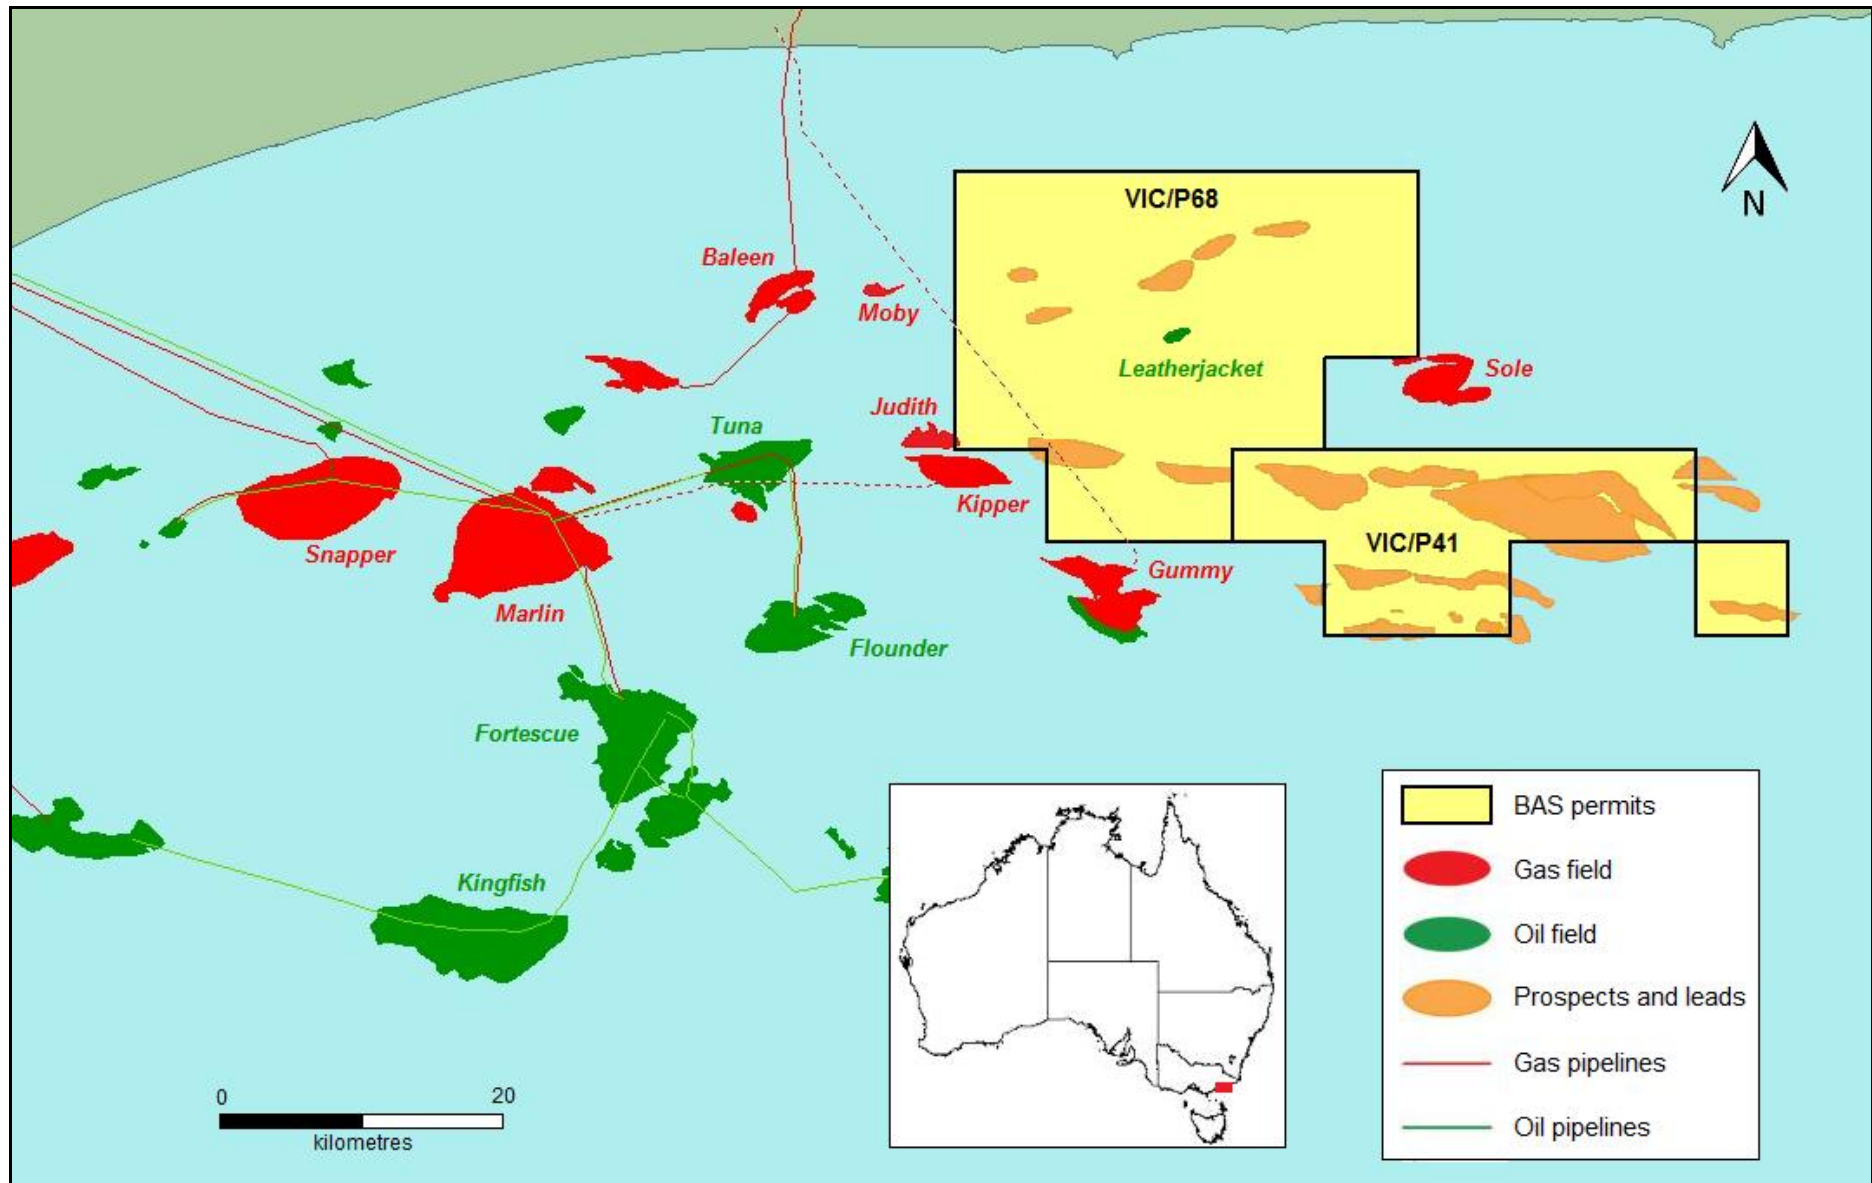 VIC/P68
N
Baleen
Moby
Leatherjacket
Sole
Judith
Tuna
Kipper
VIC/P41
Snapper
Gummy
Marlin
Flounder
Fortescue
Kingfish
BAS permits
Gas field
Oil field
Prospects and leads
Gas pipelines
Oil pipelines
0 20
kilometres